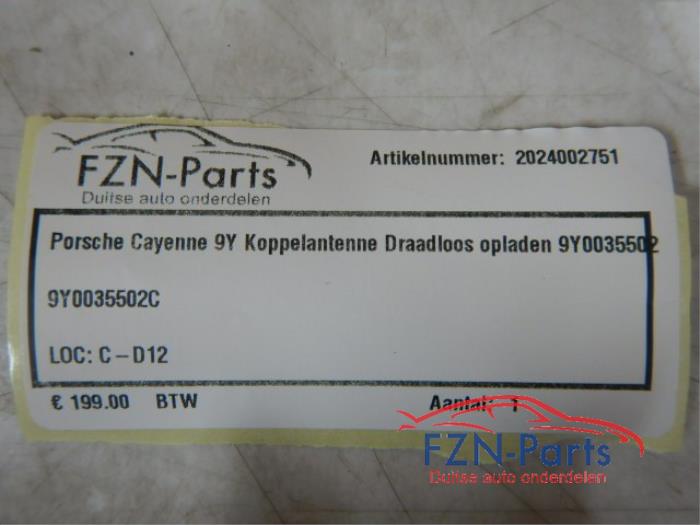 FZN-Parts
Duitse auto onderdelen
Artikelnummer: 2024002751
Porsche Cayenne 9Y Koppelantenne Draadloos opladen 9Y0035502
9Y0035502C
LOC: C-D12
€ 199.00 BTW
Aantal: 1
FZN-Parts
Duitse auto onderdelen